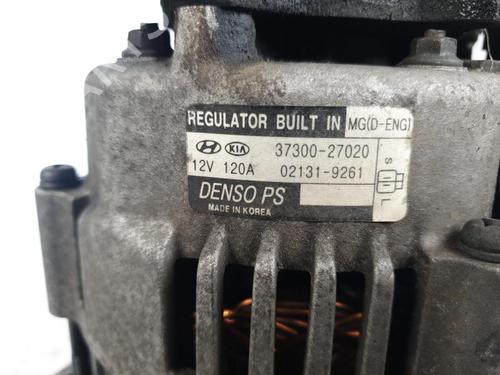 REGULATOR BUILT IN MG(D-ENG)
KIA 37300-27020
12V 120A 02131-9261
S
L
DENSO PS
MADE IN KOREA